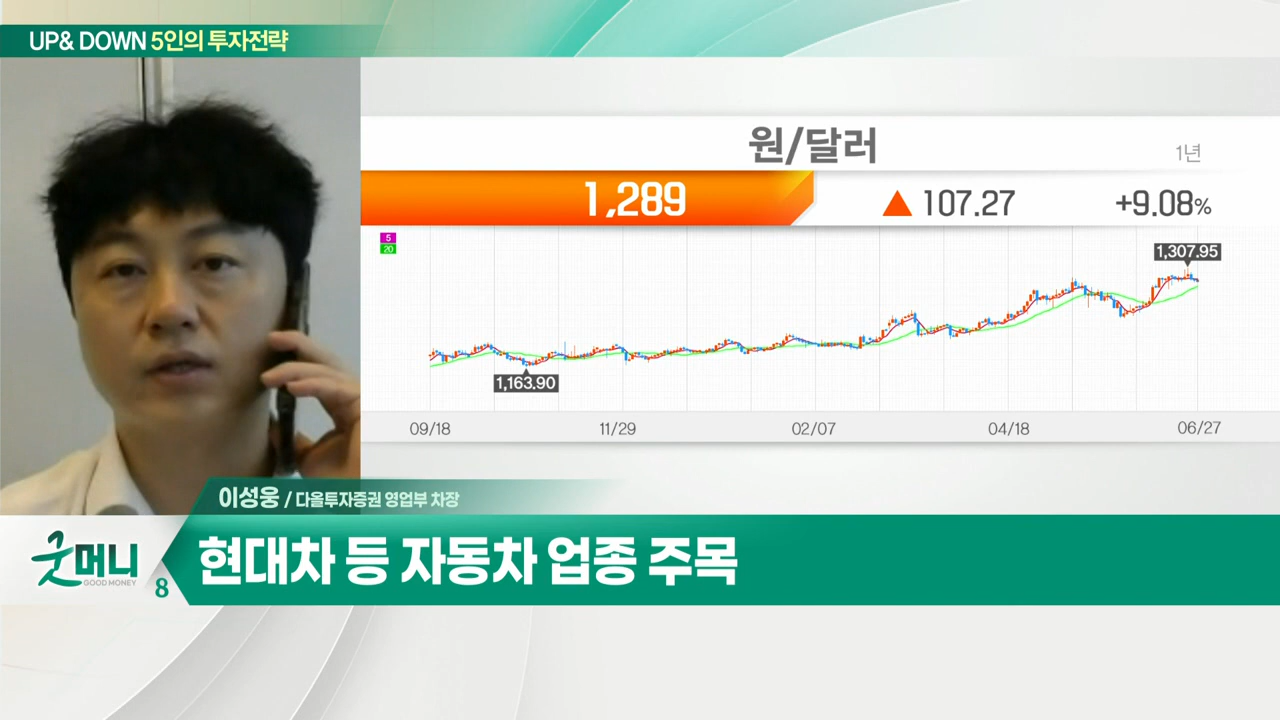 UP& DOWN 5인의 투자전략
원/달러
1년
1,289
▲ 107.27
+9.08%
5
20
1,307.95
1,163.90
09/18
11/29
02/07
04/18
06/27
이성웅 / 다올투자증권 영업부 차장
굿머니
GOOD MONEY
8
현대차 등 자동차 업종 주목